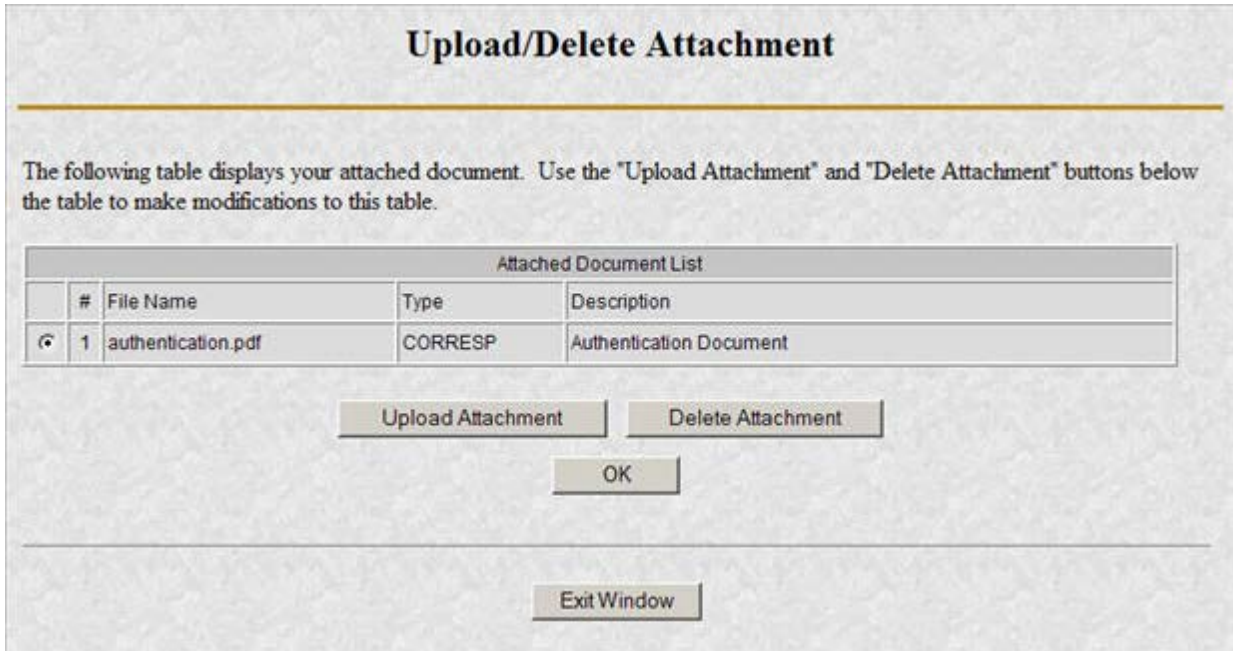 Upload/Delete Attachment
The following table displays your attached document.  Use the "Upload Attachment" and "Delete Attachment" buttons below
the table to make modifications to this table.
Attached Document List
# File Name Type Description
1 authentication.pdf CORRESP Authentication Document
Upload Attachment Delete Attachment
OK
Exit Window